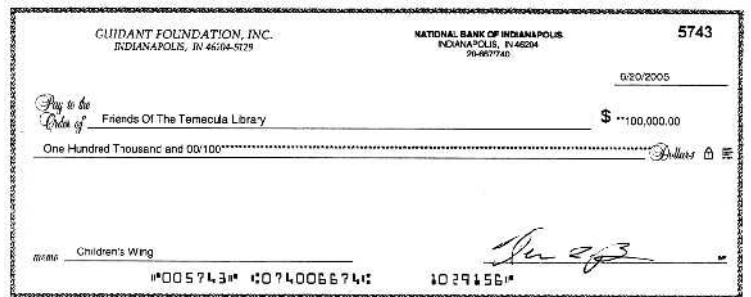 GUIDANT FOUNDATION, INC.
INDIANAPOLIS, IN 46204-5129
NATIONAL BANK OF INDIANAPOLIS
INDIANAPOLIS, IN 46204
20-667/740
5743
6/20/2005
Pay to the
Order of Friends Of The Temecula Library
$ **100,000.00
One Hundred Thousand and 00/100 Dollars
memo Children's Wing
⑈005743⑈ ⑆074006674⑆ 1029156⑈